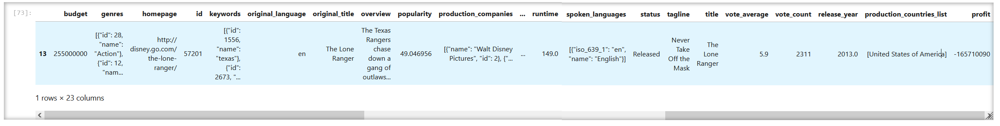 [73]:
budget genres homepage id keywords original_language original_title overview popularity production_companies ... runtime spoken_languages status tagline title vote_average vote_count release_year production_countries_list profit
13 255000000 [{"id": 28, "name": "Action"}, {"id": 12, "nam... http://disney.go.com/the-lone-ranger/ 57201 [{"id": 1556, "name": "texas"}, {"id": 2673, "... en The Lone Ranger The Texas Rangers chase down a gang of outlaws... 49.046956 [{"name": "Walt Disney Pictures", "id": 2}, {"... ... 149.0 [{"iso_639_1": "en", "name": "English"}] Released Never Take Off the Mask The Lone Ranger 5.9 2311 2013.0 [United States of America] -165710090
1 rows × 23 columns